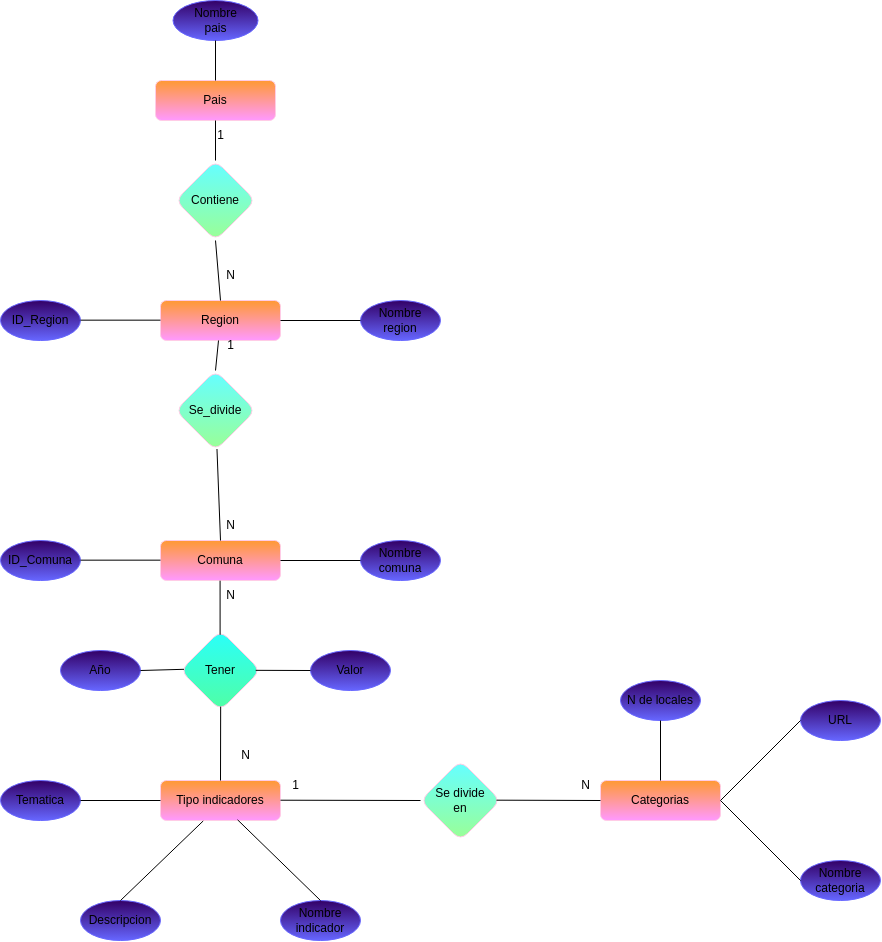 Nombre
pais
Pais
1
Contiene
N
ID_Region
Region
Nombre
region
1
Se_divide
N
ID_Comuna
Comuna
Nombre
comuna
N
Año
Tener
Valor
N de locales
URL
N
1
N
Tematica
Tipo indicadores
Se divide
en
Categorias
Nombre
categoria
Descripcion
Nombre
indicador